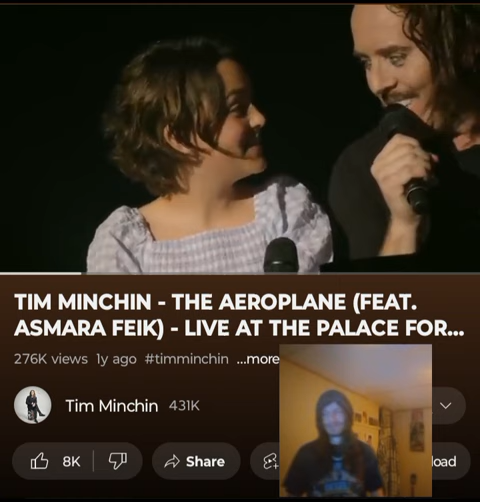 TIM MINCHIN - THE AEROPLANE (FEAT.
ASMARA FEIK) - LIVE AT THE PALACE FOR...
276K views 1y ago #timminchin ...more
Tim Minchin 431K
8K Share load